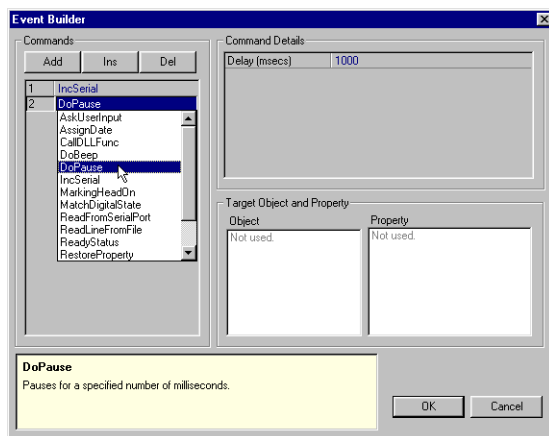 Event Builder
Commands
Add Ins Del
1 IncSerial
2 DoPause
AskUserInput
AssignDate
CallDLLFunc
DoBeep
DoPause
IncSerial
MarkingHeadOn
MatchDigitalState
ReadFromSerialPort
ReadLineFromFile
ReadyStatus
RestoreProperty
Command Details
Delay (msecs) 1000
Target Object and Property
Object Property
Not used. Not used.
DoPause
Pauses for a specified number of milliseconds.
OK Cancel